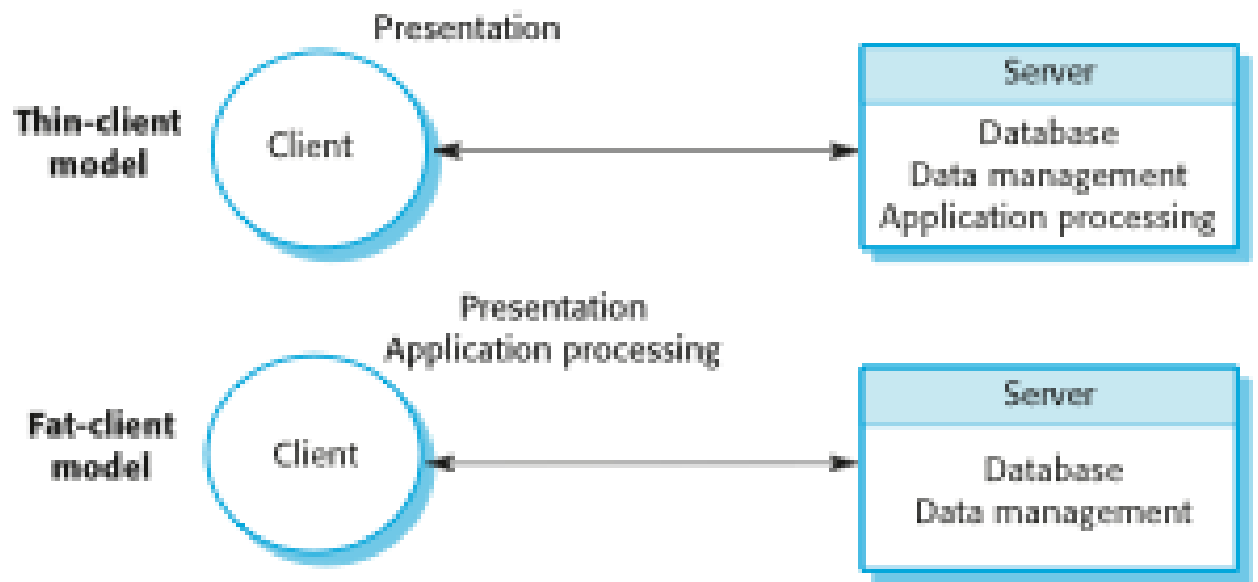 Presentation
Thin-client
model
Client
Server
Database
Data management
Application processing
Presentation
Application processing
Fat-client
model
Client
Server
Database
Data management